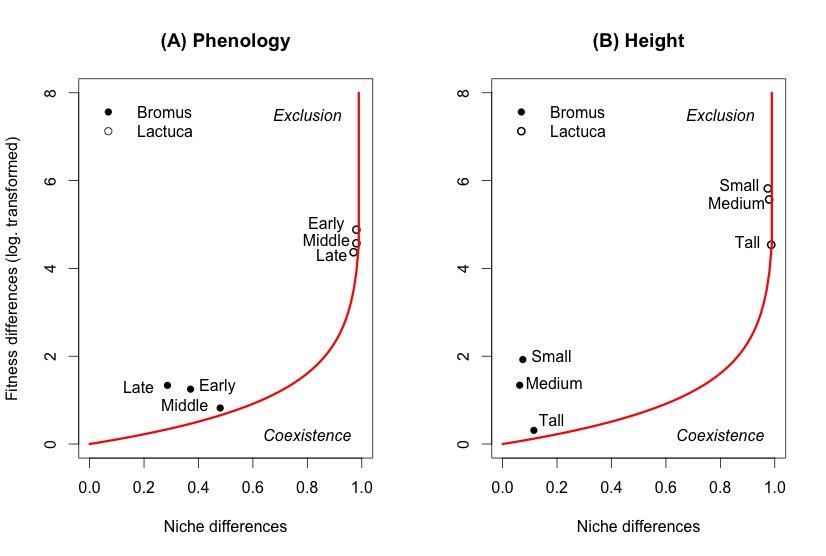 (A) Phenology
Fitness differences (log. transformed)
8
6
4
2
0
Bromus
Lactuca
Exclusion
Early
Middle
Late
Late
Early
Middle
Coexistence
0.0 0.2 0.4 0.6 0.8 1.0
Niche differences
(B) Height
8
6
4
2
0
Bromus
Lactuca
Exclusion
Small
Medium
Tall
Small
Medium
Tall
Coexistence
0.0 0.2 0.4 0.6 0.8 1.0
Niche differences